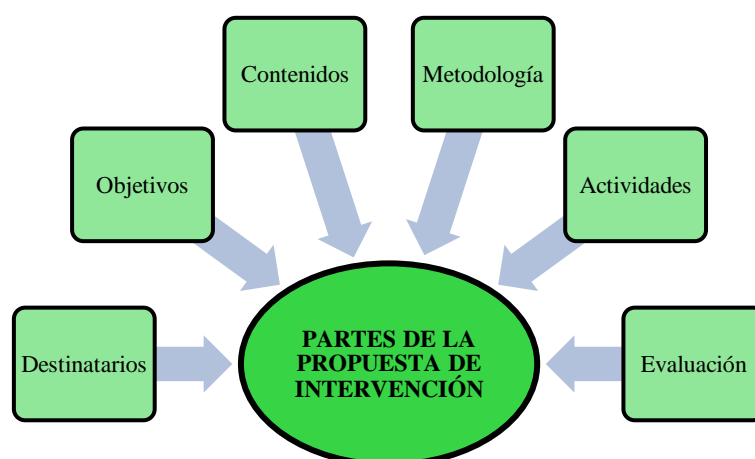 Contenidos
Metodología
Objetivos
Actividades
Destinatarios
PARTES DE LA
PROPUESTA DE
INTERVENCIÓN
Evaluación